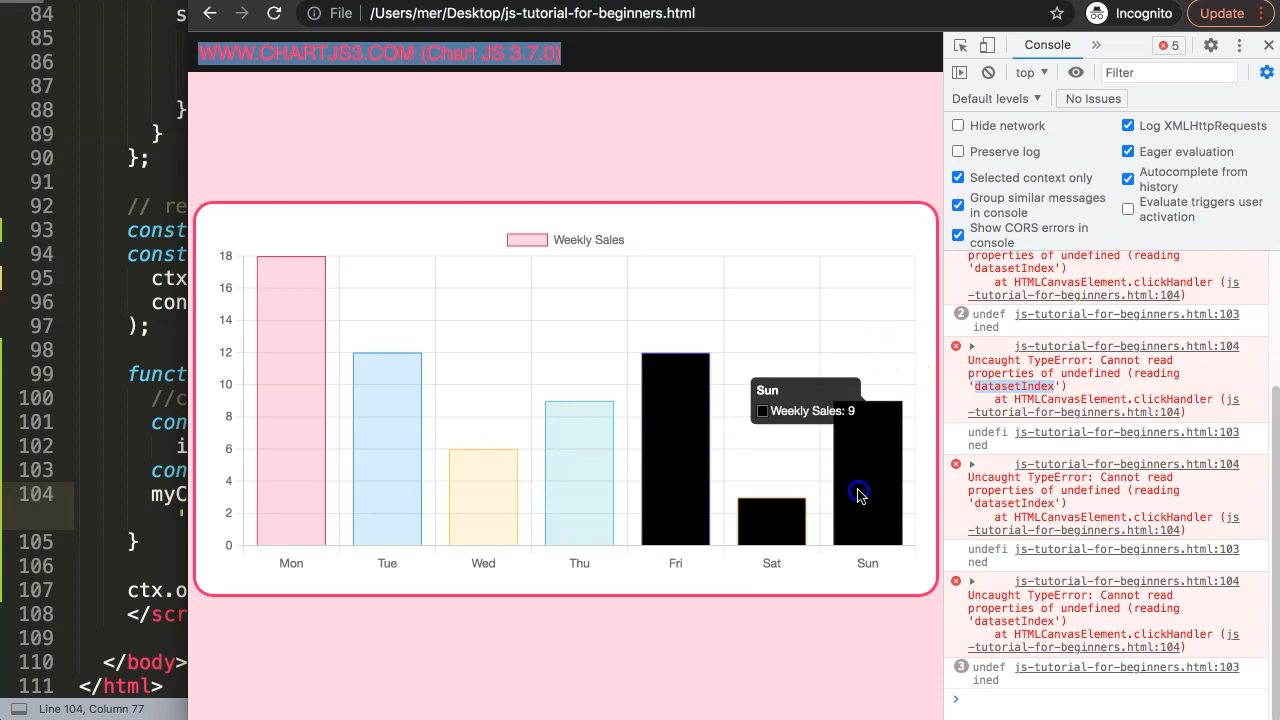 File | /Users/mer/Desktop/js-tutorial-for-beginners.html
Incognito
Update
WWW.CHARTJS3.COM (Chart JS 3.7.0)
84 s
85
86
87
88 }
89 }
90 };
91
92 // re
93 const
94 const
95 ctx
96 con
97 );
98
99 funct
100 //c
101 con
102 i
103 con
104 myC
'
105 }
106
107 ctx.o
108 </scr
109
110 </body>
111 </html>
Line 104, Column 77
Weekly Sales
18
16
14
12
10
8
6
4
2
0
Mon Tue Wed Thu Fri Sat Sun
Sun
Weekly Sales: 9
Console » 5
top ▼ Filter
Default levels ▼ No Issues
Hide network
Log XMLHttpRequests
Preserve log
Eager evaluation
Selected context only
Autocomplete from
history
Group similar messages
in console
Evaluate triggers user
activation
Show CORS errors in
console
properties of undefined (reading
'datasetIndex')
at HTMLCanvasElement.clickHandler (js
-tutorial-for-beginners.html:104)
2 undef js-tutorial-for-beginners.html:103
ined
js-tutorial-for-beginners.html:104
Uncaught TypeError: Cannot read
properties of undefined (reading
'datasetIndex')
at HTMLCanvasElement.clickHandler (js
-tutorial-for-beginners.html:104)
undefi js-tutorial-for-beginners.html:103
ned
js-tutorial-for-beginners.html:104
Uncaught TypeError: Cannot read
properties of undefined (reading
'datasetIndex')
at HTMLCanvasElement.clickHandler (js
-tutorial-for-beginners.html:104)
undefi js-tutorial-for-beginners.html:103
ned
js-tutorial-for-beginners.html:104
Uncaught TypeError: Cannot read
properties of undefined (reading
'datasetIndex')
at HTMLCanvasElement.clickHandler (js
-tutorial-for-beginners.html:104)
3 undef js-tutorial-for-beginners.html:103
ined